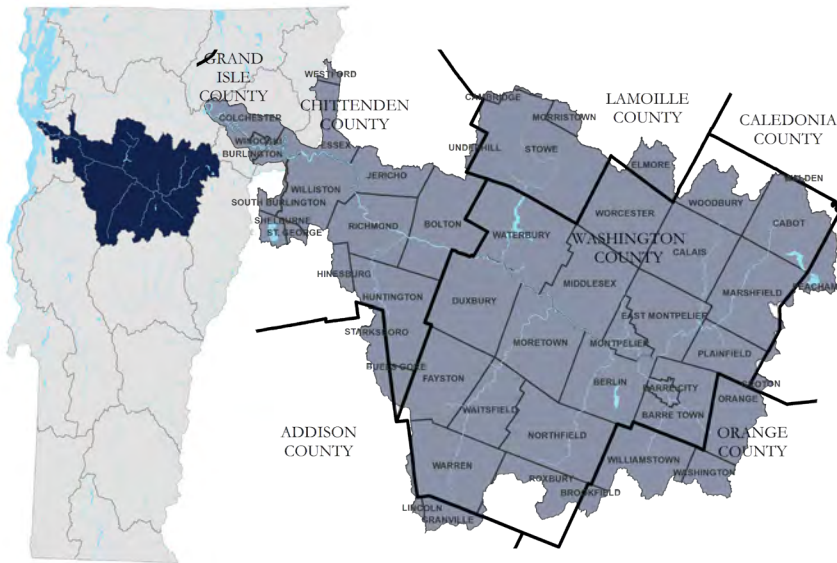 GRAND
ISLE
COUNTY
WESTFORD
CHITTENDEN
COUNTY
COLCHESTER
WINOOSKI
BURLINGTON
ESSEX
CAMBRIDGE
MORRISTOWN
LAMOILLE
COUNTY
CALEDONIA
COUNTY
UNDERHILL
STOWE
ELMORE
WALDEN
JERICHO
WILLISTON
SOUTH BURLINGTON
SHELBURNE
ST. GEORGE
RICHMOND
BOLTON
WATERBURY
WORCESTER
WOODBURY
CABOT
WASHINGTON
COUNTY
CALAIS
HINESBURG
HUNTINGTON
DUXBURY
MIDDLESEX
MARSHFIELD
PEACHAM
STARKSBORO
BUELS GORE
EAST MONTPELIER
MORETOWN
MONTPELIER
PLAINFIELD
FAYSTON
BERLIN
BARRE CITY
GROTON
ORANGE
WAITSFIELD
BARRE TOWN
ADDISON
COUNTY
NORTHFIELD
ORANGE
COUNTY
WARREN
WILLIAMSTOWN
WASHINGTON
ROXBURY
BROOKFIELD
LINCOLN
GRANVILLE